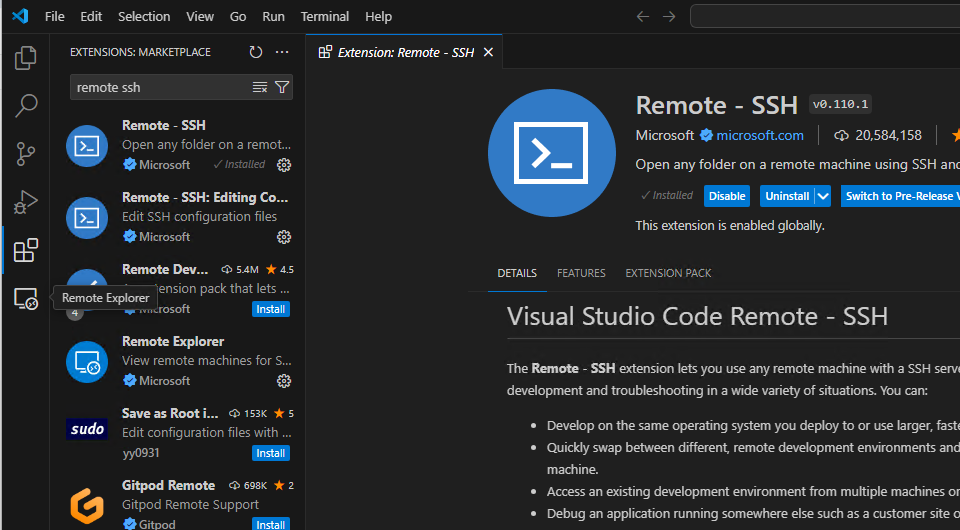 File Edit Selection View Go Run Terminal Help
EXTENSIONS: MARKETPLACE
remote ssh
Remote - SSH
Open any folder on a remot...
Microsoft ✓ Installed
Remote - SSH: Editing Co...
Edit SSH configuration files
Microsoft
Remote Dev... 5.4M ★ 4.5
extension pack that lets ...
Microsoft Install
4
Remote Explorer
Remote Explorer
View remote machines for S...
Microsoft
sudo
Save as Root i... 153K ★ 5
Edit configuration files with ...
yy0931 Install
Gitpod Remote 698K ★ 2
Gitpod Remote Support
Gitpod Install
Extension: Remote - SSH
Remote - SSH v0.110.1
Microsoft microsoft.com | 20,584,158 |
Open any folder on a remote machine using SSH and
✓ Installed Disable Uninstall Switch to Pre-Release V
This extension is enabled globally.
DETAILS FEATURES EXTENSION PACK
Visual Studio Code Remote - SSH
The Remote - SSH extension lets you use any remote machine with a SSH serve
development and troubleshooting in a wide variety of situations. You can:
• Develop on the same operating system you deploy to or use larger, faste
• Quickly swap between different, remote development environments and
machine.
• Access an existing development environment from multiple machines or
• Debug an application running somewhere else such as a customer site o